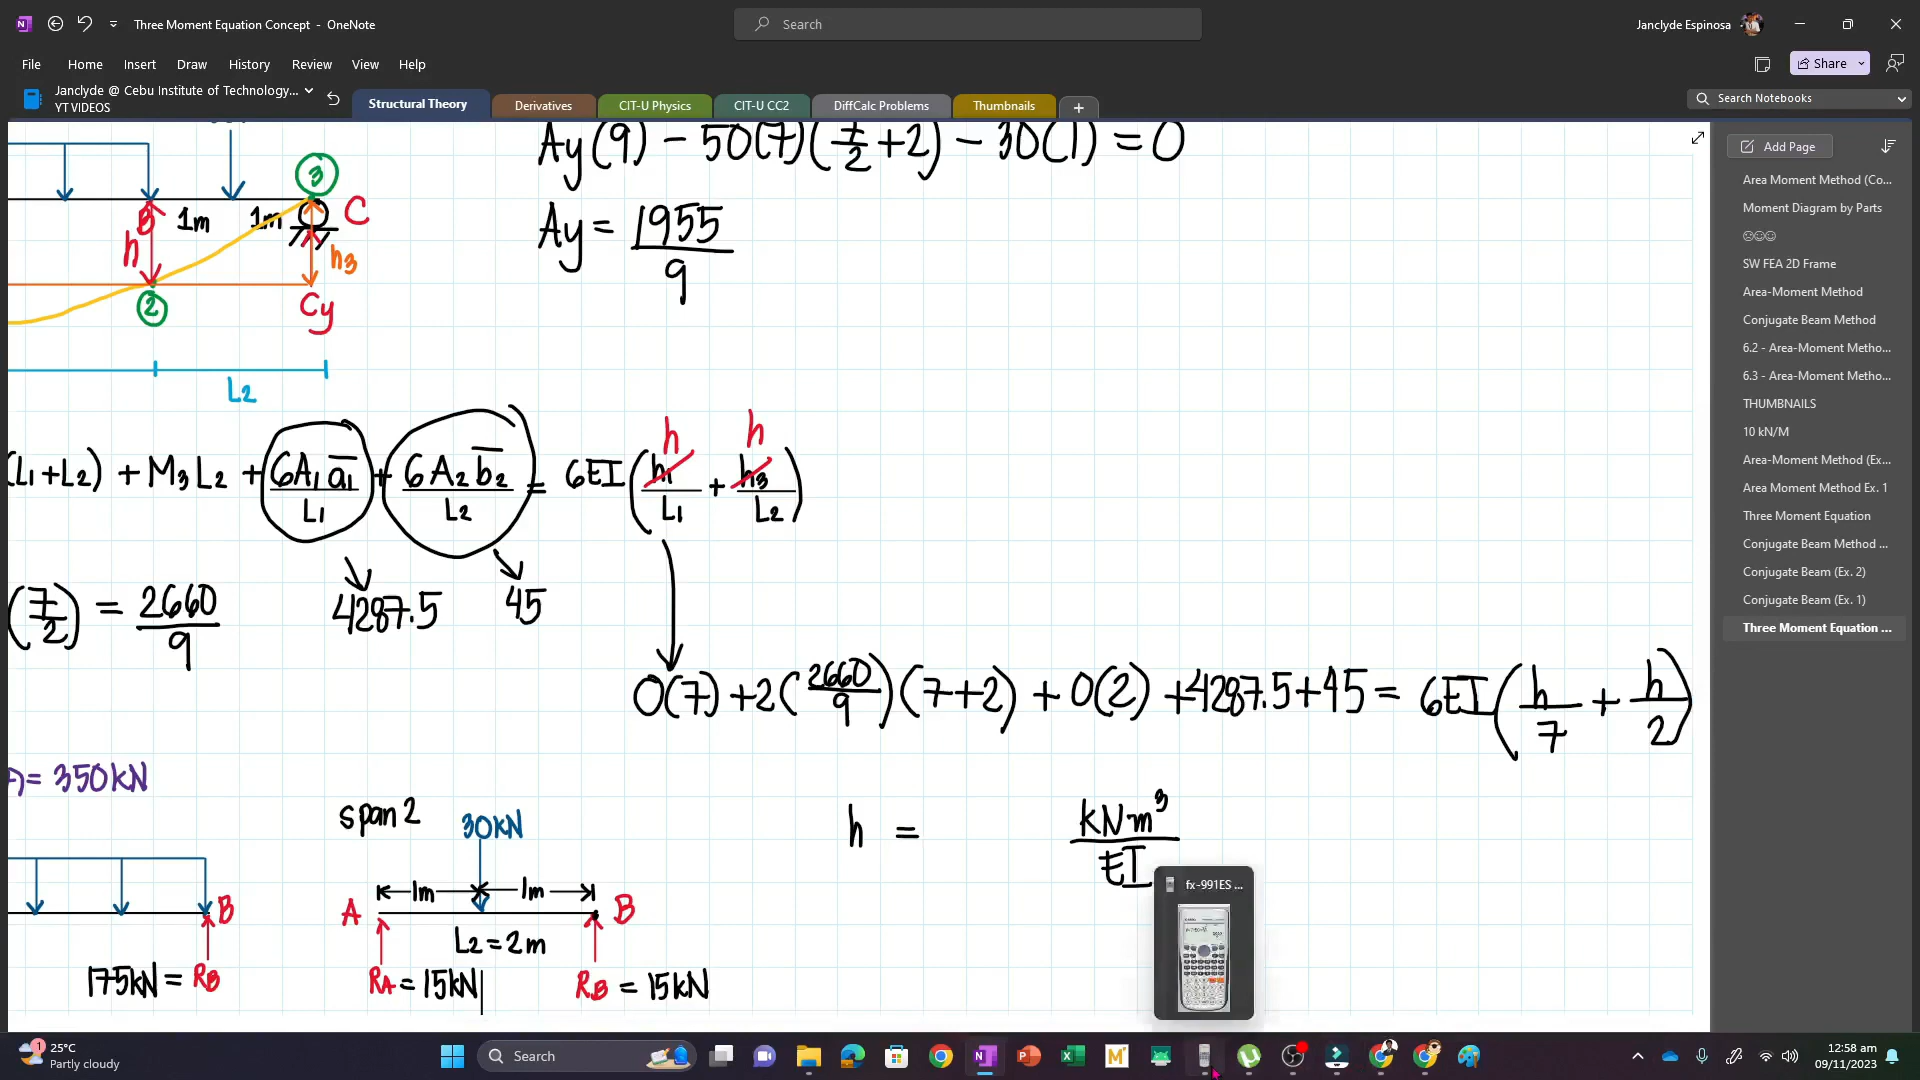 Three Moment Equation Concept - OneNote
Search
Janclyde Espinosa
File Home Insert Draw History Review View Help
Share
Janclyde @ Cebu Institute of Technology...
YT VIDEOS
Structural Theory
Derivatives
CIT-U Physics
CIT-U CC2
DiffCalc Problems
Thumbnails
Search Notebooks
Add Page
Area Moment Method (Co...
Moment Diagram by Parts
☹☺☺
SW FEA 2D Frame
Area-Moment Method
Conjugate Beam Method
6.2 - Area-Moment Metho...
6.3 - Area-Moment Metho...
THUMBNAILS
10 kN/M
Area-Moment Method (Ex...
Area Moment Method Ex. 1
Three Moment Equation
Conjugate Beam Method ...
Conjugate Beam (Ex. 2)
Conjugate Beam (Ex. 1)
Three Moment Equation ...
Ay(9) - 50(7)(7/2 + 2) - 30(1) = 0
Ay = 1955/9
3
B 1m 1m C
h h3
2 Cy
L2
(L1+L2) + M3L2 + 6A1a̅1/L1 + 6A2b̅2/L2 = 6EI(h1/L1 + h3/L2)
h h
(7/2) = 2660/9
4287.5 45
0(7) + 2(2660/9)(7+2) + 0(2) + 4287.5 + 45 = 6EI(h/7 + h/2)
= 350kN
span 2
30kN
h = kN·m³/EI
1m 1m
B
A B
L2 = 2m
175kN = RB
RA = 15kN
RB = 15kN
fx-991ES ...
1
25°C
Partly cloudy
Search
12:58 am
09/11/2023